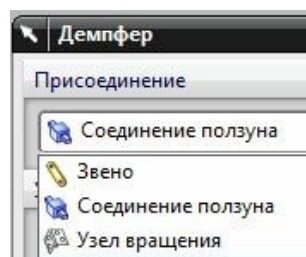 Демпфер
Присоединение
Соединение ползуна
Звено
Соединение ползуна
Узел вращения